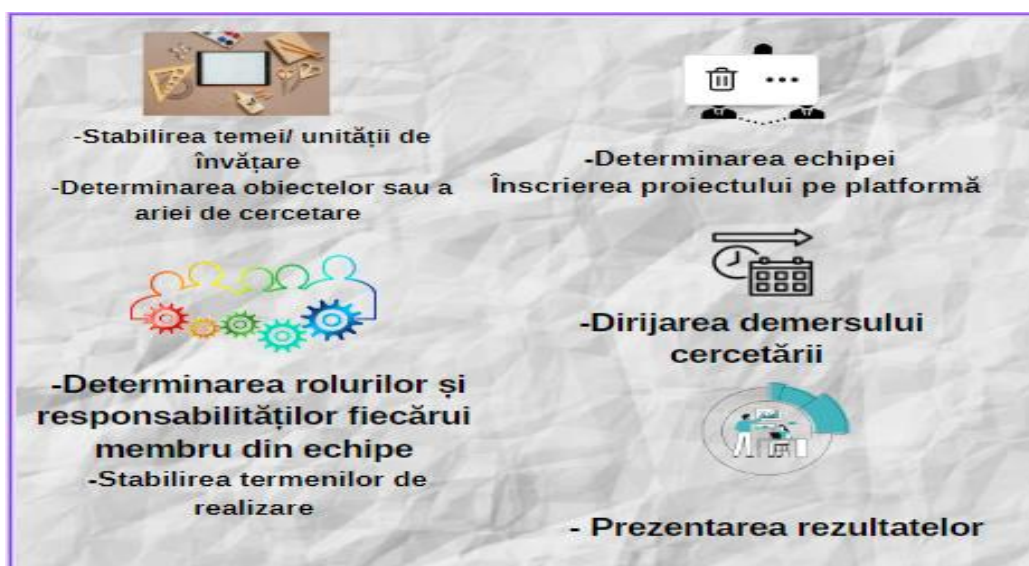 -Stabilirea temei/ unității de
învățare
-Determinarea obiectelor sau a
ariei de cercetare
-Determinarea echipei
Înscrierea proiectului pe platformă
-Determinarea rolurilor și
responsabilităților fiecărui
membru din echipe
-Stabilirea termenilor de
realizare
-Dirijarea demersului
cercetării
- Prezentarea rezultatelor